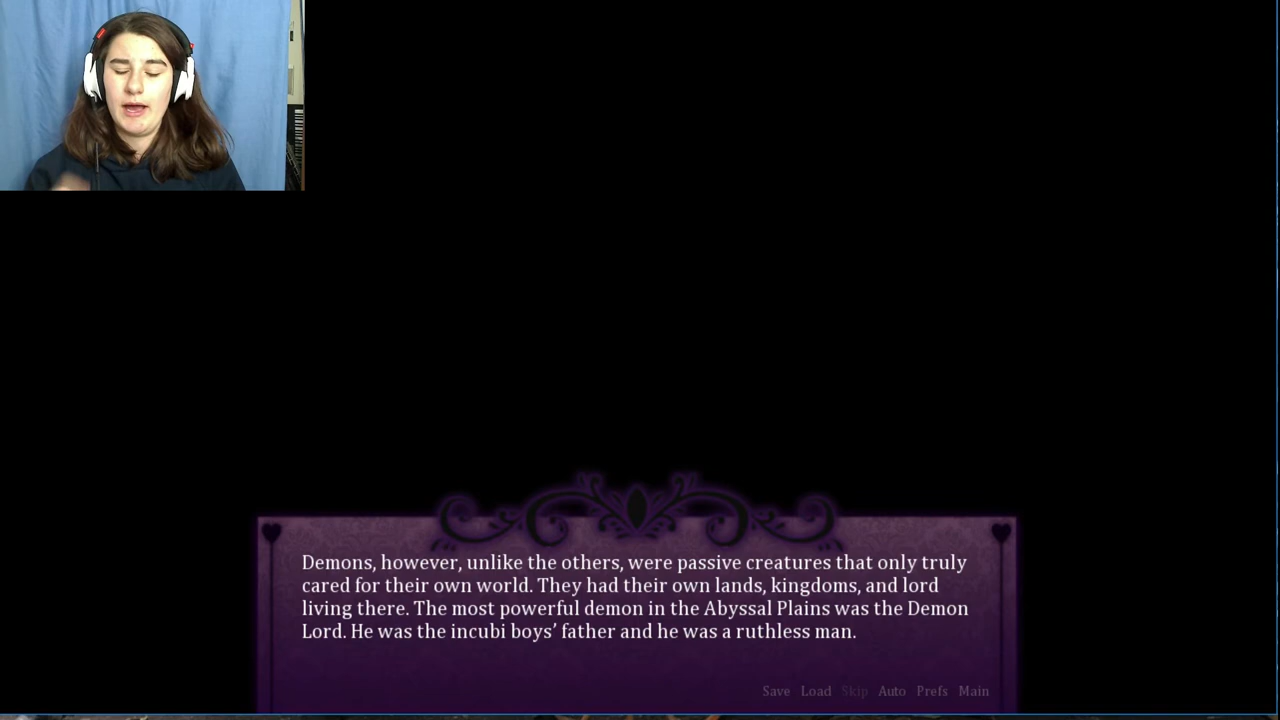 Demons, however, unlike the others, were passive creatures that only truly
cared for their own world. They had their own lands, kingdoms, and lord
living there. The most powerful demon in the Abyssal Plains was the Demon
Lord. He was the incubi boys’ father and he was a ruthless man.
Save Load Skip Auto Prefs Main